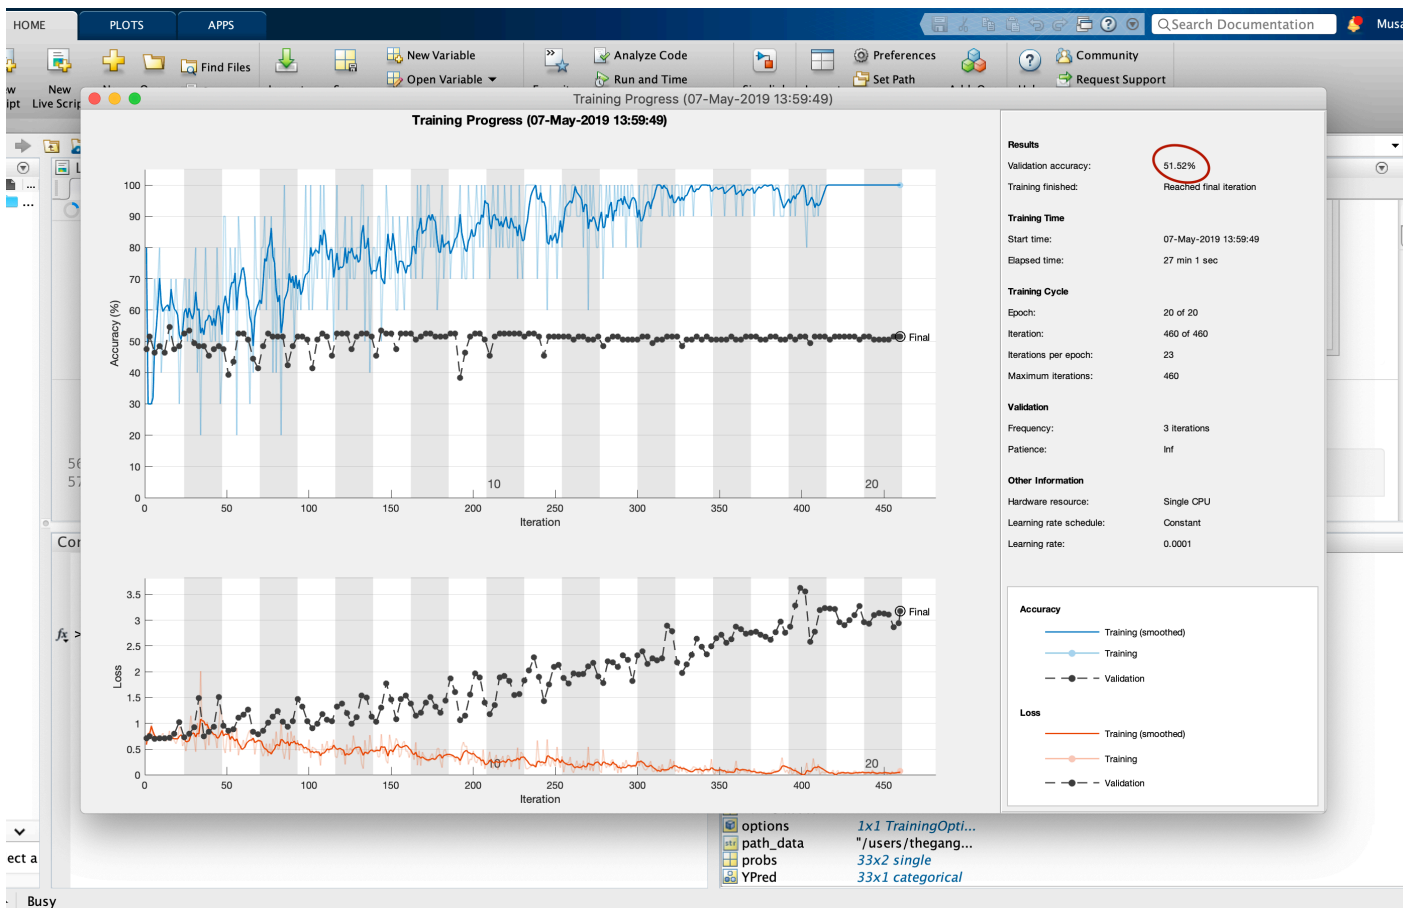 HOME PLOTS APPS
Search Documentation
Musa
New Variable
Analyze Code
Preferences
Community
Find Files
Open Variable
Run and Time
Set Path
Request Support
New
Live Scrip
Training Progress (07-May-2019 13:59:49)
Training Progress (07-May-2019 13:59:49)
Accuracy (%)
100
90
80
70
60
50
40
30
20
10
0
Final
10
20
0 50 100 150 200 250 300 350 400 450
Iteration
Loss
3.5
3
2.5
2
1.5
1
0.5
0
Final
10
20
0 50 100 150 200 250 300 350 400 450
Iteration
Results
Validation accuracy: 51.52%
Training finished: Reached final iteration
Training Time
Start time: 07-May-2019 13:59:49
Elapsed time: 27 min 1 sec
Training Cycle
Epoch: 20 of 20
Iteration: 460 of 460
Iterations per epoch: 23
Maximum iterations: 460
Validation
Frequency: 3 iterations
Patience: Inf
Other Information
Hardware resource: Single CPU
Learning rate schedule: Constant
Learning rate: 0.0001
Accuracy
Training (smoothed)
Training
Validation
Loss
Training (smoothed)
Training
Validation
56
57
Cor
fx >
options 1x1 TrainingOpti...
path_data "/users/thegang...
probs 33x2 single
YPred 33x1 categorical
ect a
Busy